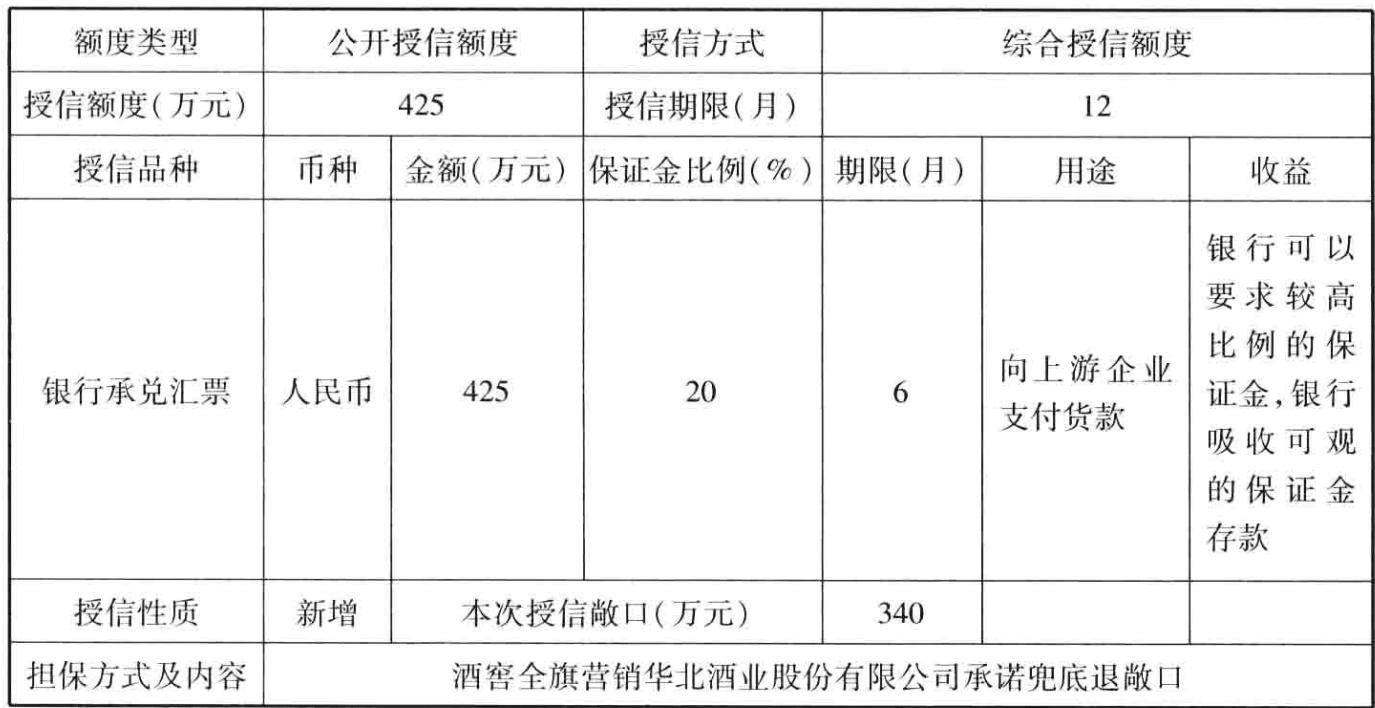 额度类型 公开授信额度 授信方式 综合授信额度
授信额度(万元) 425 授信期限(月) 12
授信品种 币种 金额(万元) 保证金比例(%) 期限(月) 用途 收益
银行承兑汇票 人民币 425 20 6
向上游企业
支付货款
银行可以
要求较高
比例的保
证金,银行
吸收可观
的保证金
存款
授信性质 新增 本次授信敞口(万元) 340
担保方式及内容 酒窖全旗营销华北酒业股份有限公司承诺兜底退敞口